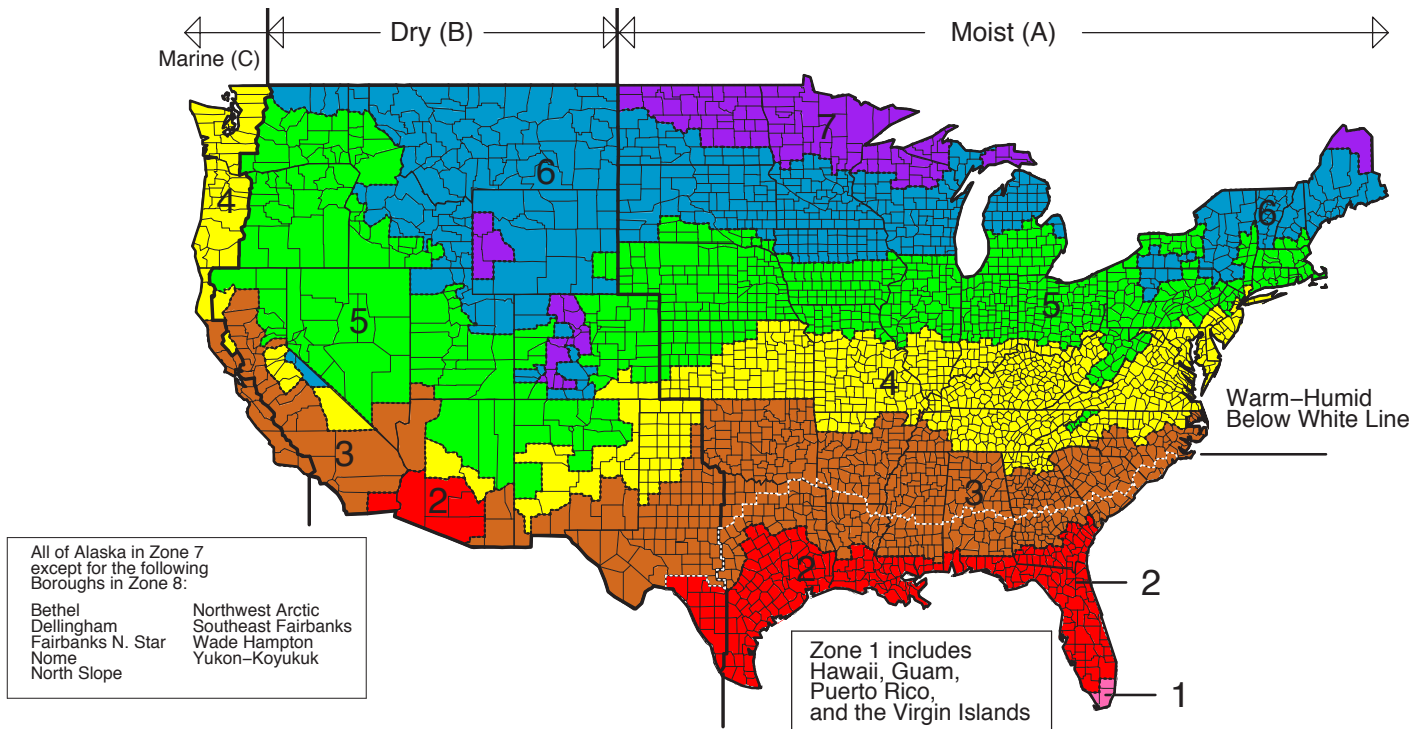 Marine (C)
Dry (B)
Moist (A)
7
6
4
6
5
5
4
Warm−Humid
Below White Line
3
2
3
2
2
1
All of Alaska in Zone 7
except for the following
Boroughs in Zone 8:
Bethel
Dellingham
Fairbanks N. Star
Nome
North Slope
Northwest Arctic
Southeast Fairbanks
Wade Hampton
Yukon−Koyukuk
Zone 1 includes
Hawaii, Guam,
Puerto Rico,
and the Virgin Islands